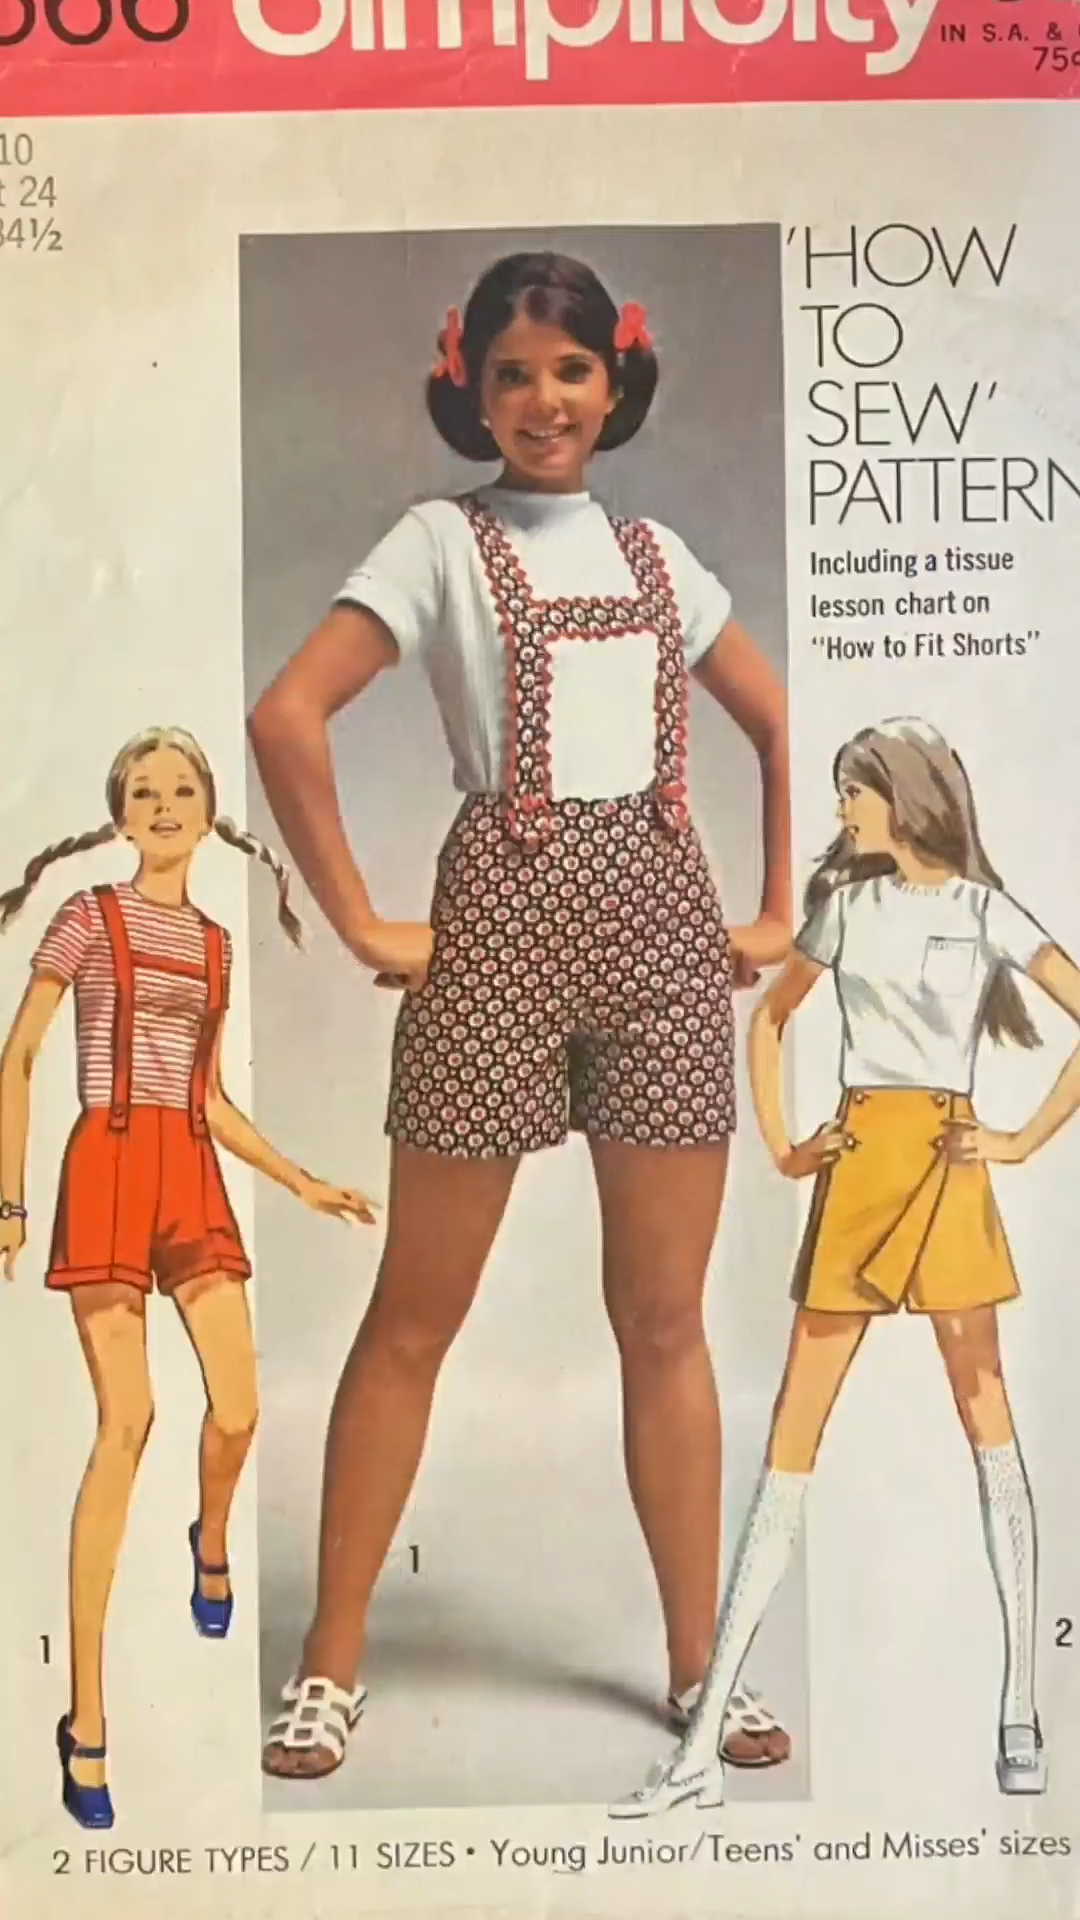 Simplicity
IN S.A. &
75¢
10
24
34½
'HOW
TO
SEW'
PATTERN
Including a tissue
lesson chart on
"How to Fit Shorts"
1
1
2
2 FIGURE TYPES / 11 SIZES • Young Junior/Teens' and Misses' sizes